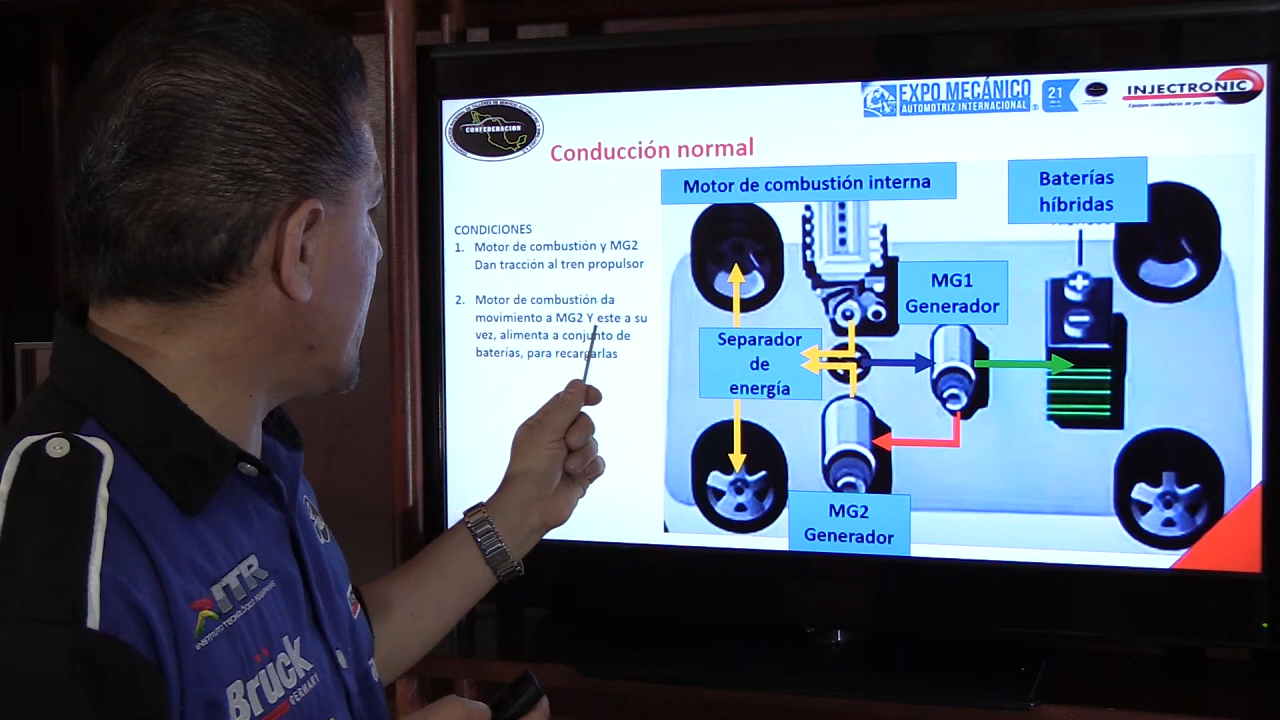 EXPO MECÁNICO
AUTOMOTRIZ INTERNACIONAL
21
INJECTRONIC
CONFEDERACION
Conducción normal
Motor de combustión interna
Baterías
híbridas
CONDICIONES
1. Motor de combustión y MG2
Dan tracción al tren propulsor
2. Motor de combustión da
movimiento a MG2 Y este a su
vez, alimenta a conjunto de
baterías, para recargarlas
MG1
Generador
Separador
de
energía
MG2
Generador
ITR
Brück
GERMANY